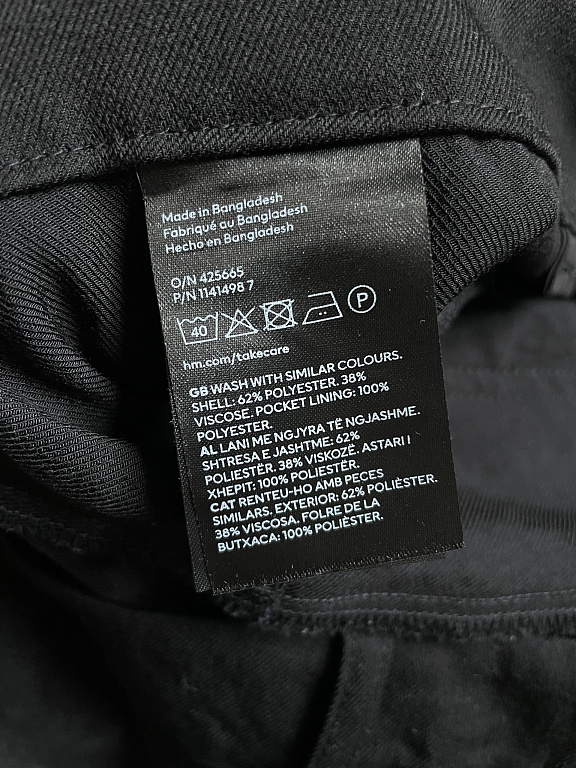 Made in Bangladesh
Fabriqué au Bangladesh
Hecho en Bangladesh
O/N 425665
P/N 1141498 7
40
P
hm.com/takecare
GB WASH WITH SIMILAR COLOURS.
SHELL: 62% POLYESTER. 38%
VISCOSE. POCKET LINING: 100%
POLYESTER.
AL LANI ME NGJYRA TË NGJASHME.
SHTRESA E JASHTME: 62%
POLIESTËR. 38% VISKOZË. ASTARI I
XHEPIT: 100% POLIESTËR.
CAT RENTEU-HO AMB PECES
SIMILARS. EXTERIOR: 62% POLIÈSTER.
38% VISCOSA. FOLRE DE LA
BUTXACA: 100% POLIÈSTER.